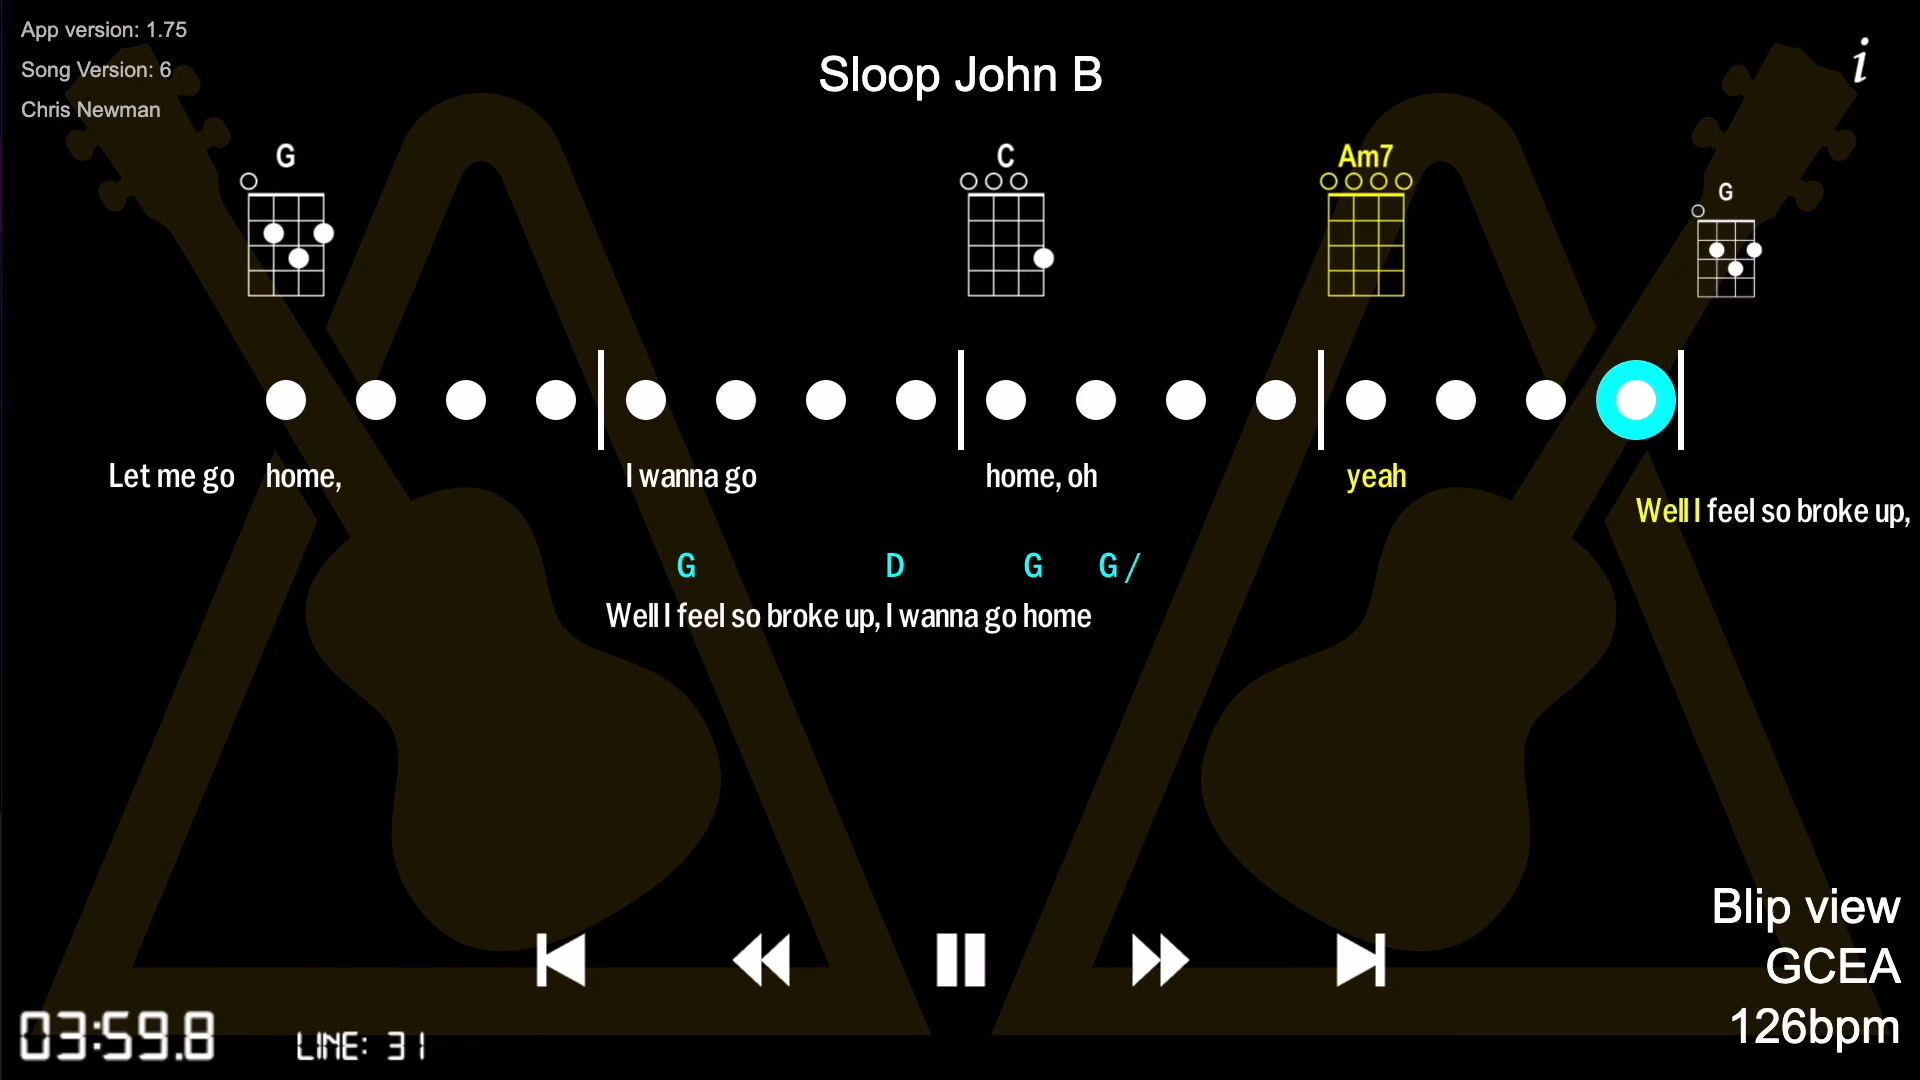 App version: 1.75
Song Version: 6
Chris Newman
Sloop John B
i
G C Am7 G
Let me go home, I wanna go home, oh yeah
Well I feel so broke up,
G D G G /
Well I feel so broke up, I wanna go home
Blip view
GCEA
126bpm
03:59.8 LINE: 31